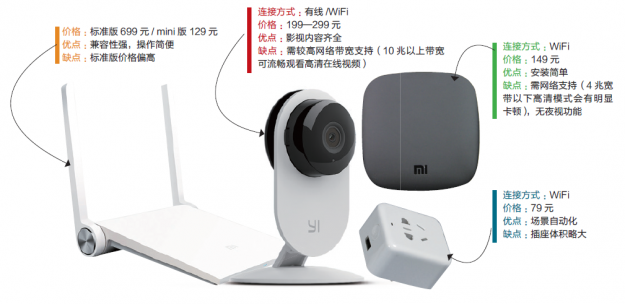 价格：标准版 699 元 / mini 版 129 元
优点：兼容性强，操作简便
缺点：标准版价格偏高
连接方式：有线 /WiFi
价格：199—299 元
优点：影视内容齐全
缺点：需较高网络带宽支持（10 兆以上带宽
可流畅观看高清在线视频）
连接方式：WiFi
价格：149 元
优点：安装简单
缺点：需网络支持（4 兆宽
带以下高清模式会有明显
卡顿），无夜视功能
连接方式：WiFi
价格：79 元
优点：场景自动化
缺点：插座体积略大
YI
MI